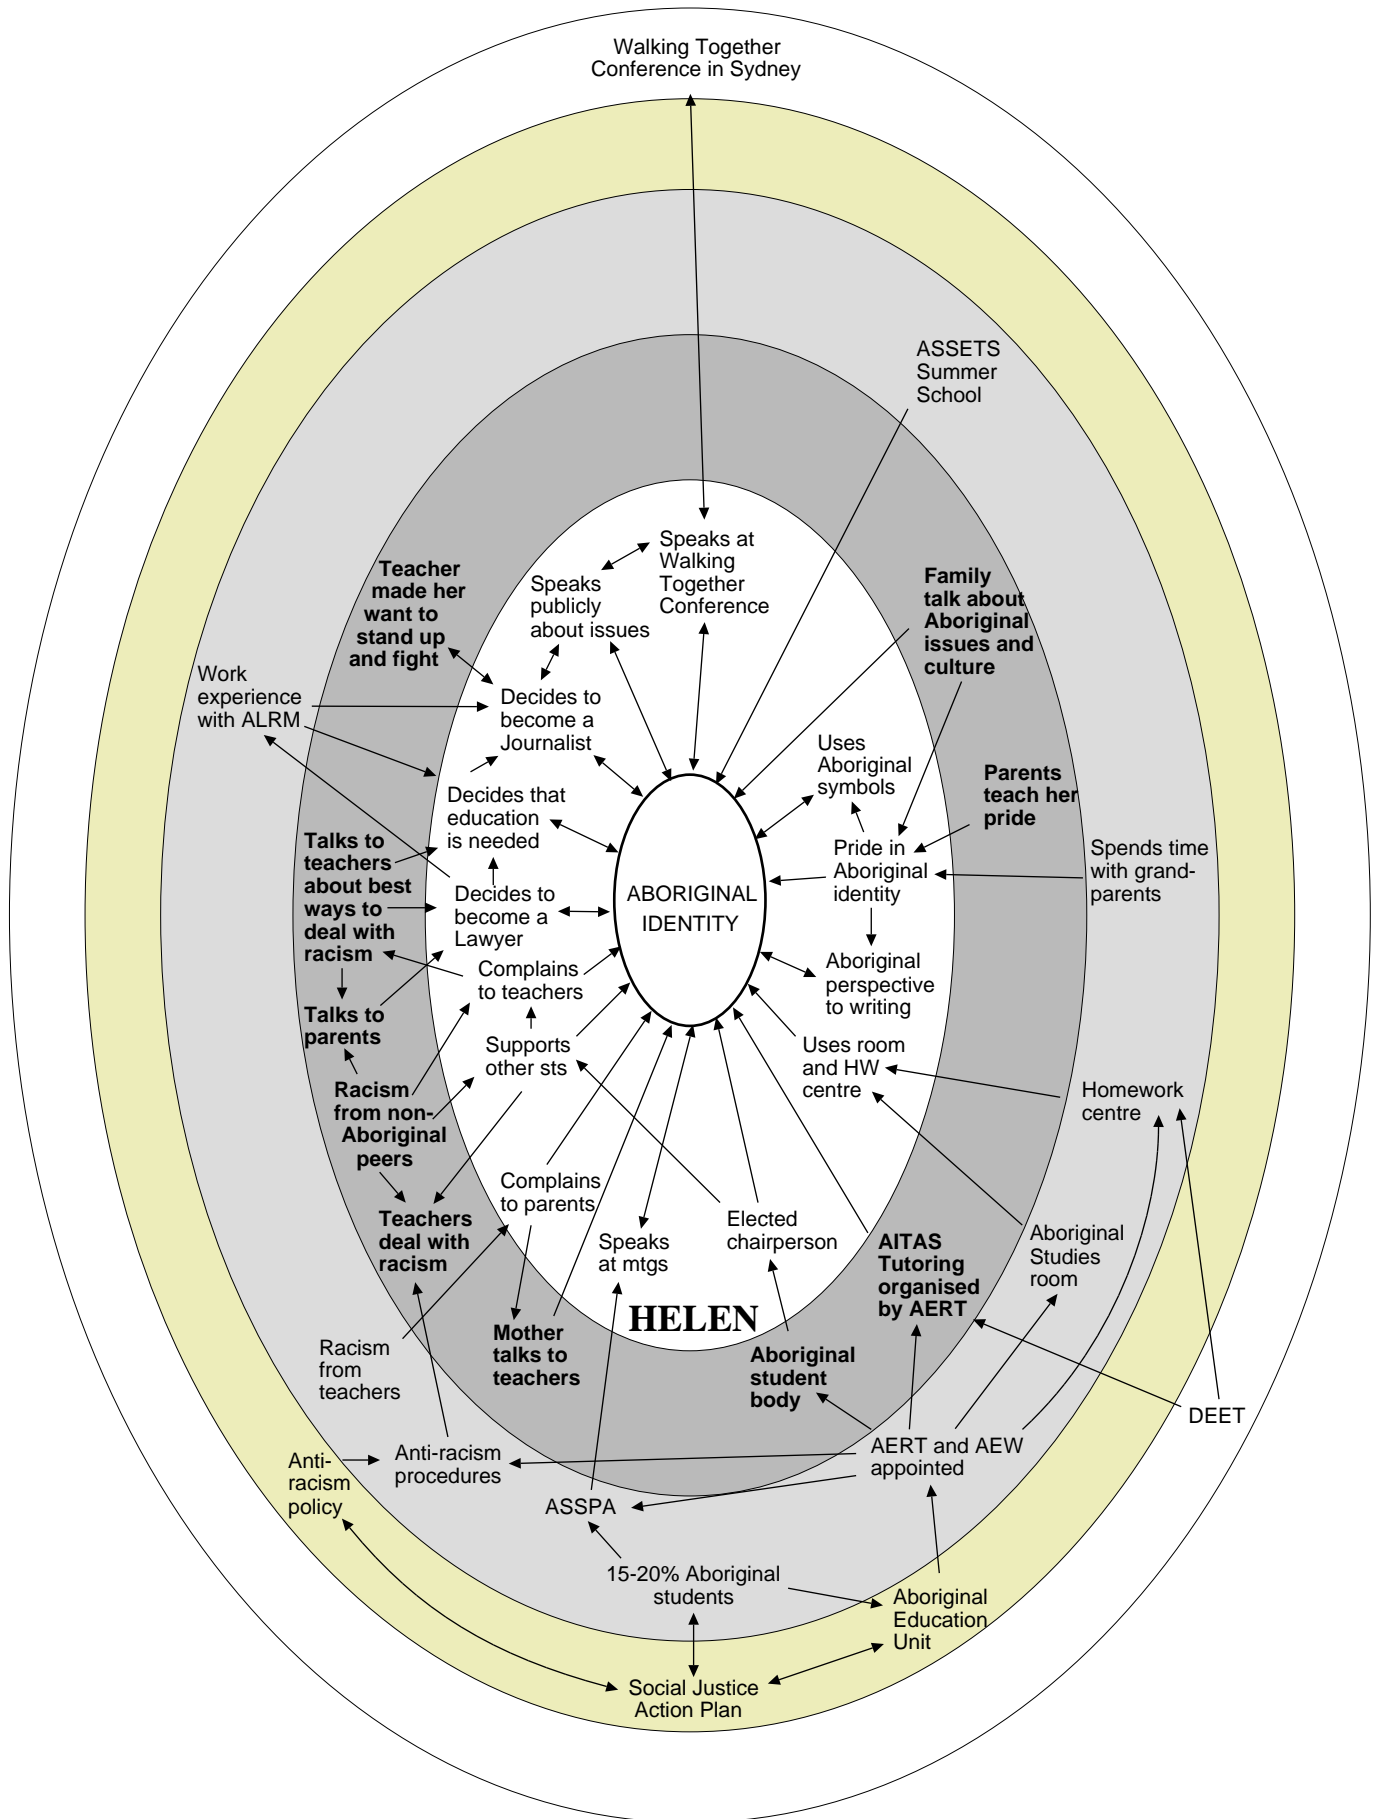 Walking Together
Conference in Sydney
ASSETS
Summer
School
Speaks at
Walking
Together
Conference
Speaks
publicly
about issues
Teacher
made her
want to
stand up
and fight
Family
talk about
Aboriginal
issues and
culture
Work
experience
with ALRM
Decides to
become a
Journalist
Uses
Aboriginal
symbols
Parents
teach her
pride
Decides that
education
is needed
Talks to
teachers
about best
ways to
deal with
racism
Pride in
Aboriginal
identity
Spends time
with grand-
parents
Decides to
become a
Lawyer
ABORIGINAL
IDENTITY
Complains
to teachers
Aboriginal
perspective
to writing
Talks to
parents
Supports
other sts
Uses room
and HW
centre
Racism
from non-
Aboriginal
peers
Homework
centre
Complains
to parents
Teachers
deal with
racism
Speaks
at mtgs
Elected
chairperson
AITAS
Tutoring
organised
by AERT
Aboriginal
Studies
room
HELEN
Mother
talks to
teachers
Racism
from
teachers
Aboriginal
student
body
DEET
Anti-
racism
policy
Anti-racism
procedures
AERT and AEW
appointed
ASSPA
15-20% Aboriginal
students
Aboriginal
Education
Unit
Social Justice
Action Plan